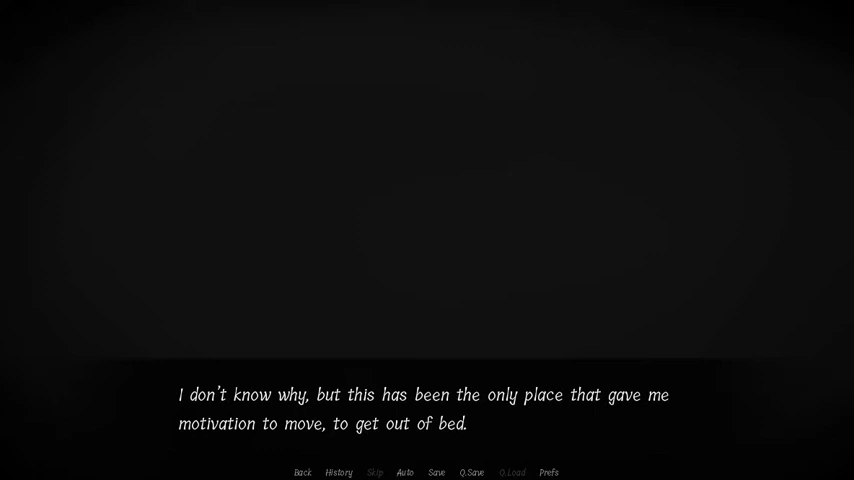 I don't know why, but this has been the only place that gave me
motivation to move, to get out of bed.
Back History Skip Auto Save Q.Save Q.Load Prefs